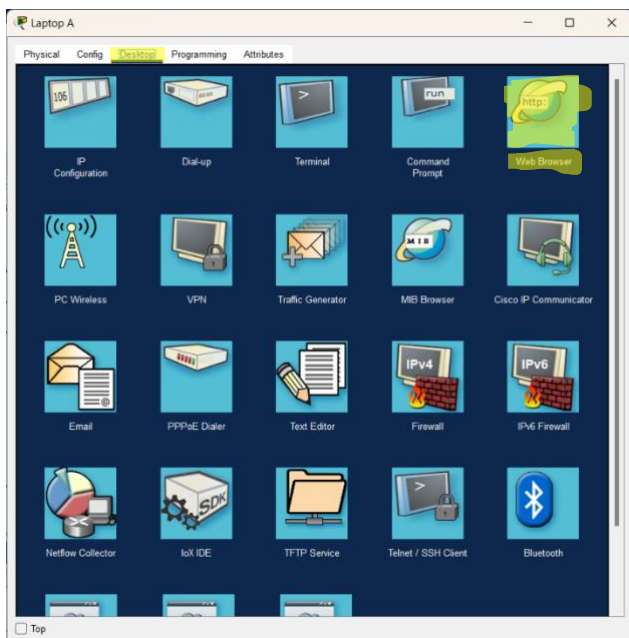 Laptop A
Physical Config Desktop Programming Attributes
106
run
http:
IP
Configuration
Dial-up
Terminal
Command
Prompt
Web Browser
MIB
PC Wireless
VPN
Traffic Generator
MIB Browser
Cisco IP Communicator
IPv4
IPv6
Email
PPPoE Dialer
Text Editor
Firewall
IPv6 Firewall
SDK
Netflow Collector
IoX IDE
TFTP Service
Telnet / SSH Client
Bluetooth
Top